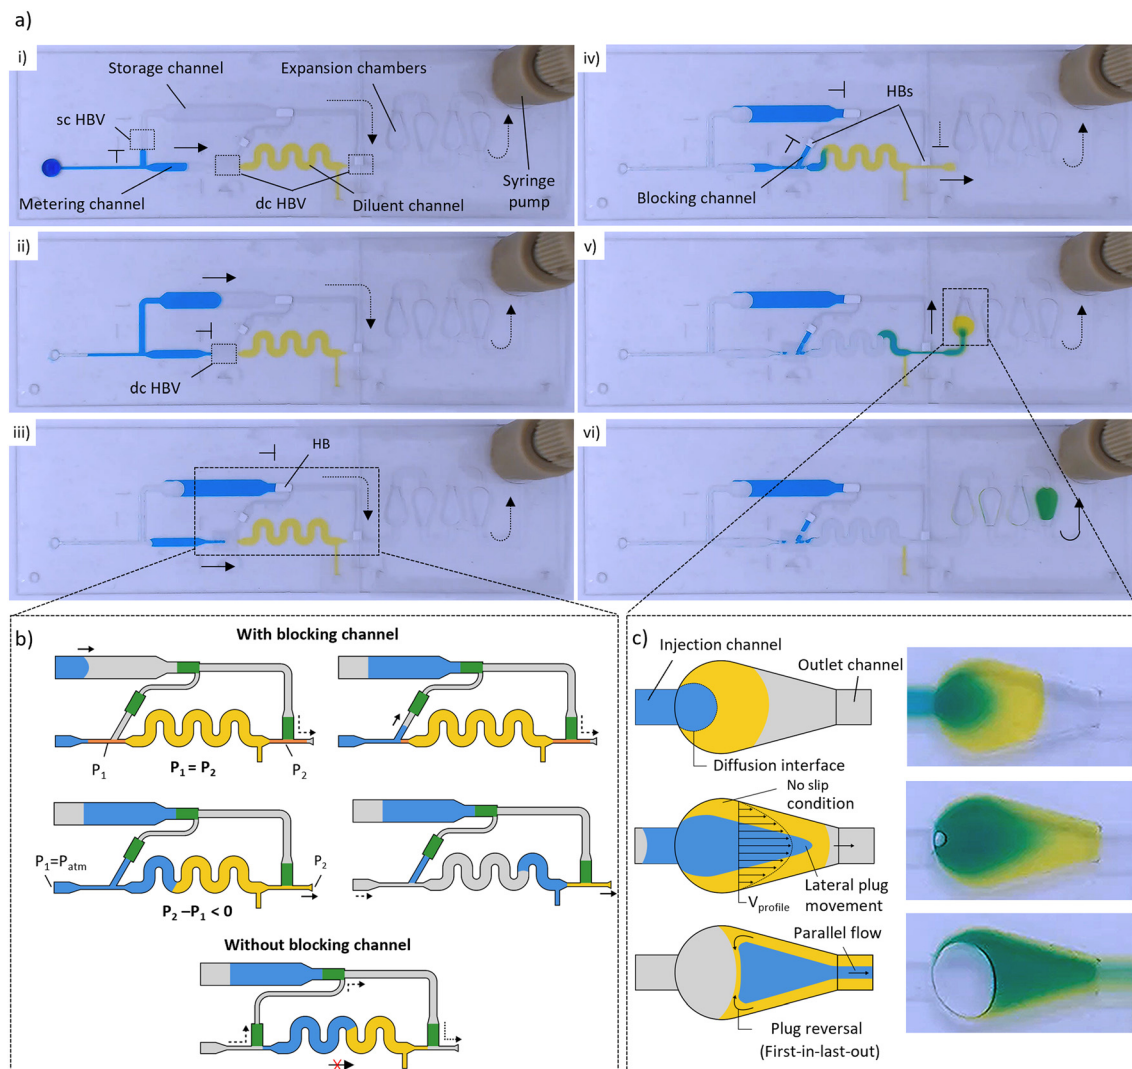 a)
i)
Storage channel
Expansion chambers
sc HBV
Metering channel
dc HBV
Diluent channel
Syringe
pump
iv)
HBs
Blocking channel
ii)
dc HBV
v)
iii)
HB
vi)
b)
With blocking channel
P1
P1 = P2
P2
P1=Patm
P2 –P1 < 0
P2
Without blocking channel
c)
Injection channel
Outlet channel
Diffusion interface
No slip
condition
Vprofile
Lateral plug
movement
Parallel flow
Plug reversal
(First-in-last-out)